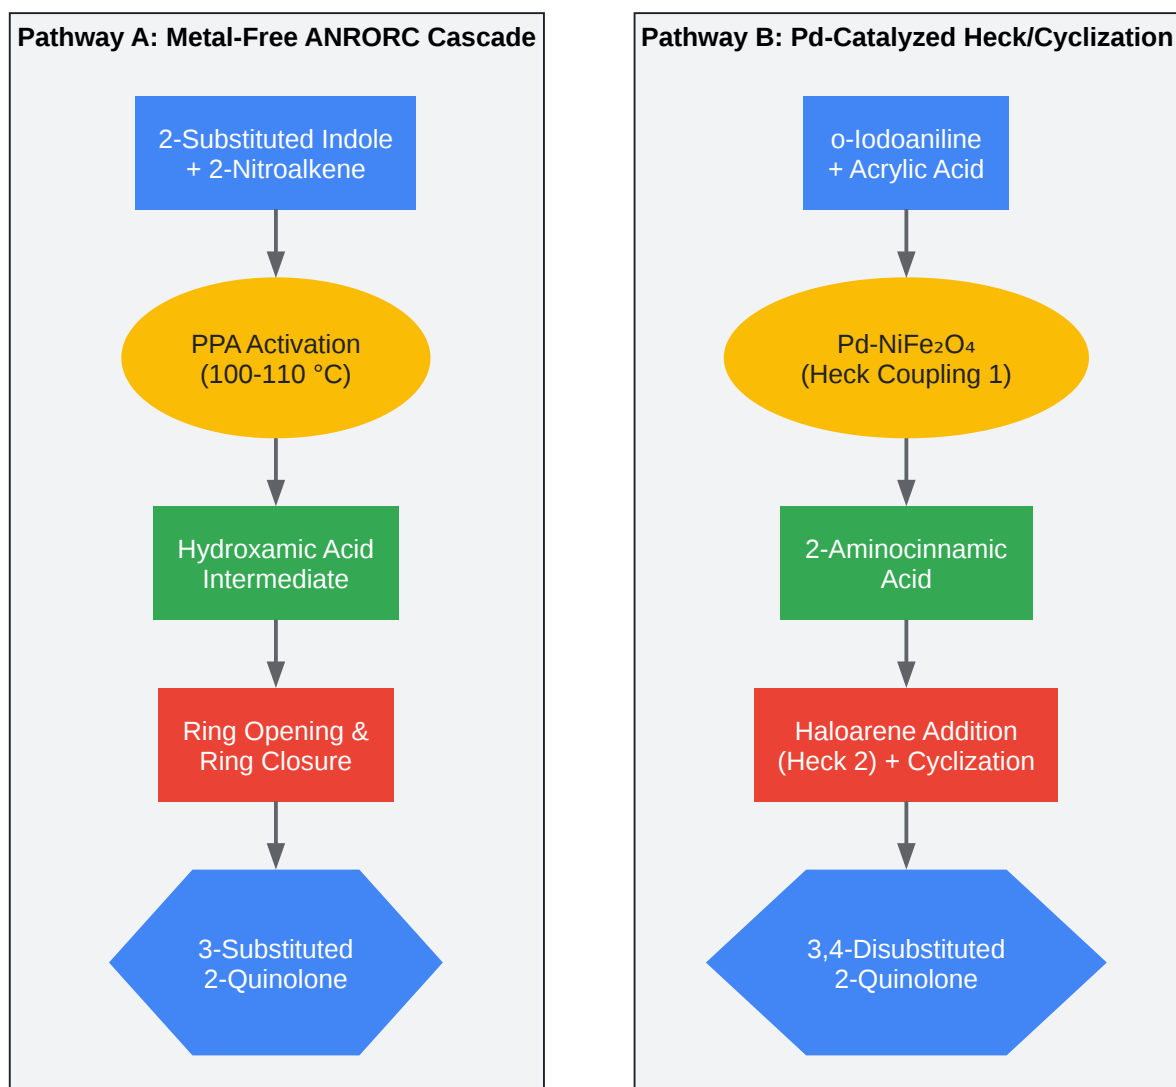 Pathway A: Metal-Free ANRORC Cascade
2-Substituted Indole
+ 2-Nitroalkene
PPA Activation
(100-110 °C)
Hydroxamic Acid
Intermediate
Ring Opening &
Ring Closure
3-Substituted
2-Quinolone
Pathway B: Pd-Catalyzed Heck/Cyclization
o-Iodoaniline
+ Acrylic Acid
Pd-NiFe₂O₄
(Heck Coupling 1)
2-Aminocinnamic
Acid
Haloarene Addition
(Heck 2) + Cyclization
3,4-Disubstituted
2-Quinolone